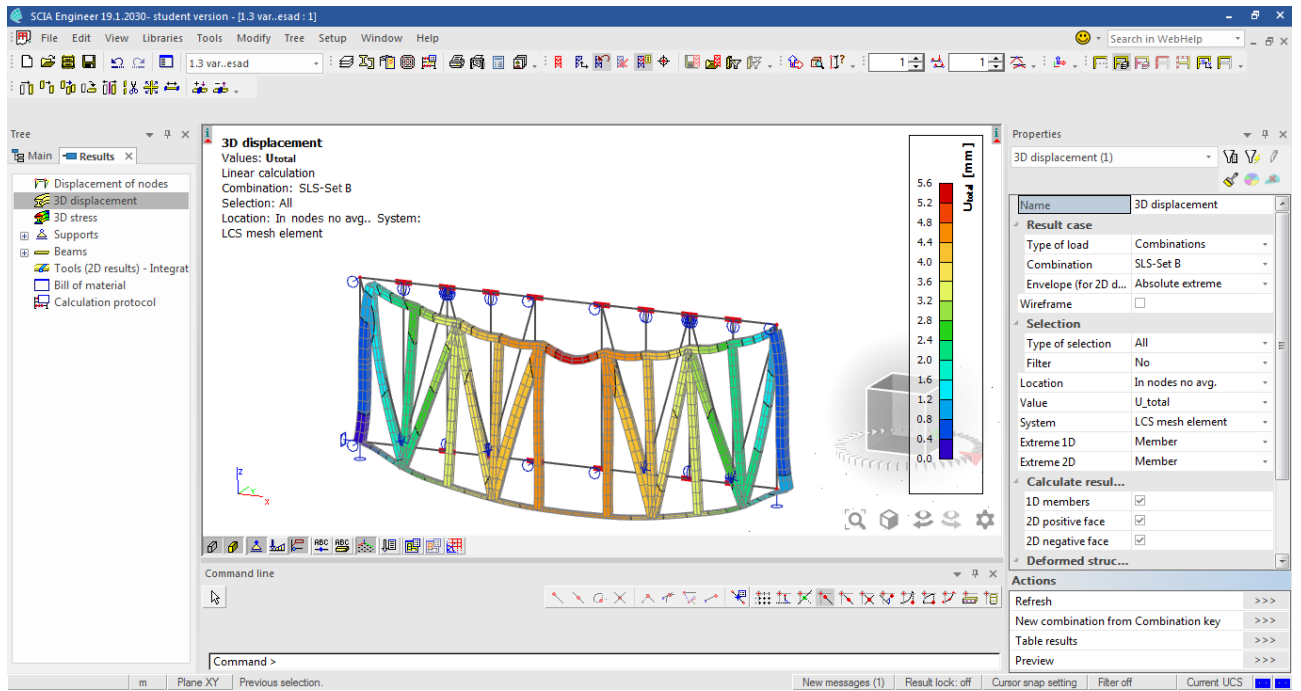 SCIA Engineer 19.1.2030- student version - [1.3 var..esad : 1]
File Edit View Libraries Tools Modify Tree Setup Window Help
Search in WebHelp
1.3 var..esad
1
1
Tree
Main Results
Displacement of nodes
3D displacement
3D stress
Supports
Beams
Tools (2D results) - Integrat
Bill of material
Calculation protocol
3D displacement
Values: Utotal
Linear calculation
Combination: SLS-Set B
Selection: All
Location: In nodes no avg.. System:
LCS mesh element
Utotal [mm]
5.6
5.2
4.8
4.4
4.0
3.6
3.2
2.8
2.4
2.0
1.6
1.2
0.8
0.4
0.0
z
Y
x
ABC
ABC
Command line
Command >
Properties
3D displacement (1)
Name 3D displacement
Result case
Type of load Combinations
Combination SLS-Set B
Envelope (for 2D d... Absolute extreme
Wireframe
Selection
Type of selection All
Filter No
Location In nodes no avg.
Value U_total
System LCS mesh element
Extreme 1D Member
Extreme 2D Member
Calculate resul...
1D members
2D positive face
2D negative face
Deformed struc...
Actions
Refresh >>>
New combination from Combination key >>>
Table results >>>
Preview >>>
m Plane XY Previous selection. New messages (1) Result lock: off Cursor snap setting Filter off Current UCS